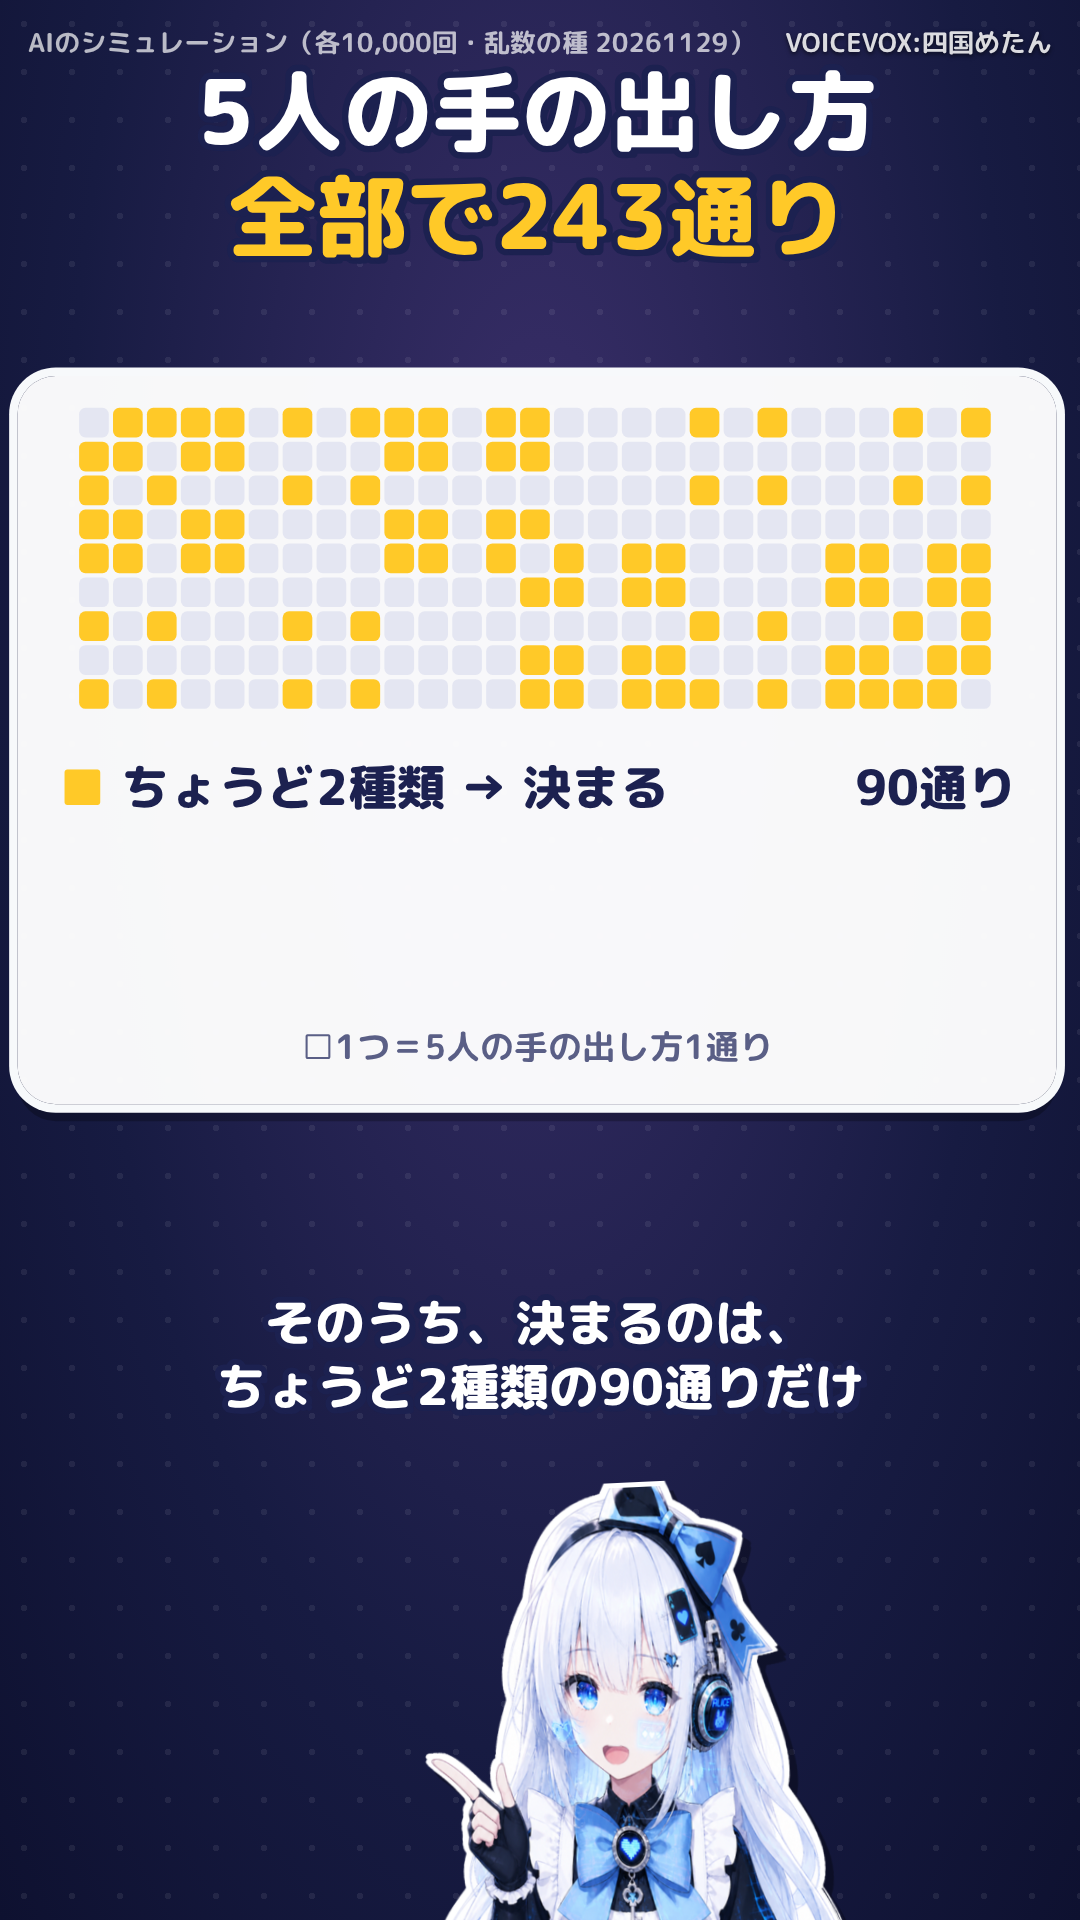 AIのシミュレーション（各10,000回・乱数の種 20261129） VOICEVOX:四国めたん
5人の手の出し方
全部で243通り
ちょうど2種類 → 決まる 90通り
□1つ＝5人の手の出し方1通り
そのうち、決まるのは、
ちょうど2種類の90通りだけ